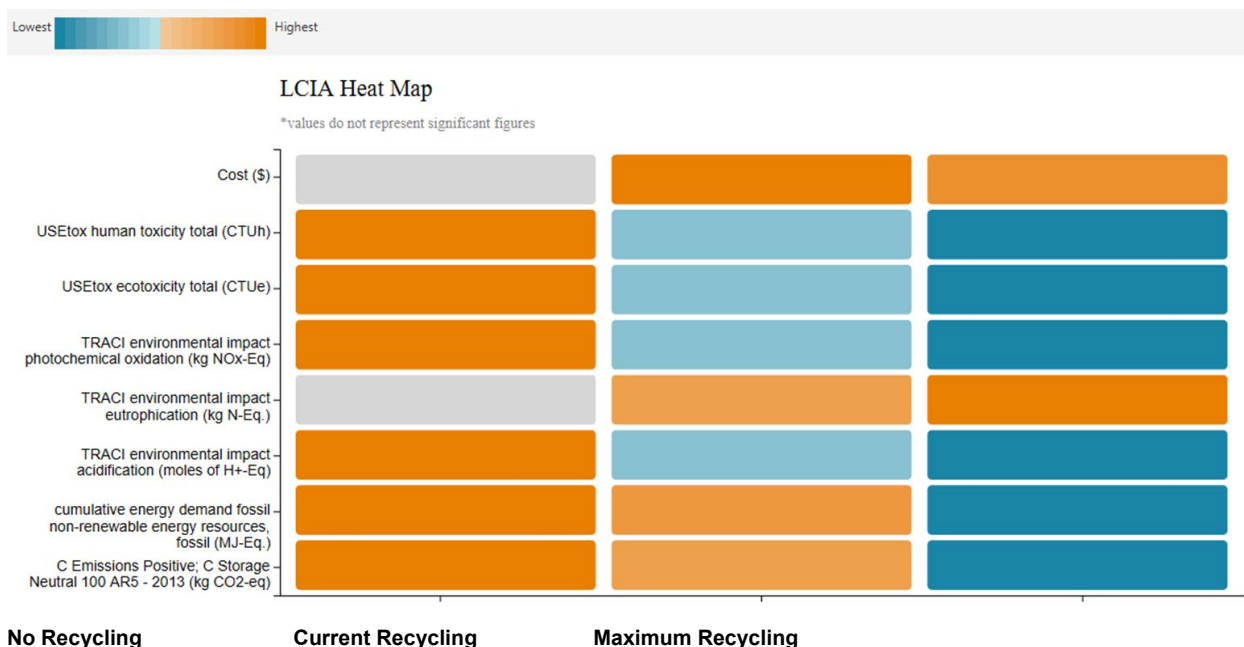 Lowest Highest
LCIA Heat Map
*values do not represent significant figures
Cost ($)
USEtox human toxicity total (CTUh)
USEtox ecotoxicity total (CTUe)
TRACI environmental impact
photochemical oxidation (kg NOx-Eq)
TRACI environmental impact
eutrophication (kg N-Eq.)
TRACI environmental impact
acidification (moles of H+-Eq)
cumulative energy demand fossil
non-renewable energy resources,
fossil (MJ-Eq.)
C Emissions Positive; C Storage
Neutral 100 AR5 - 2013 (kg CO2-eq)
No Recycling Current Recycling Maximum Recycling